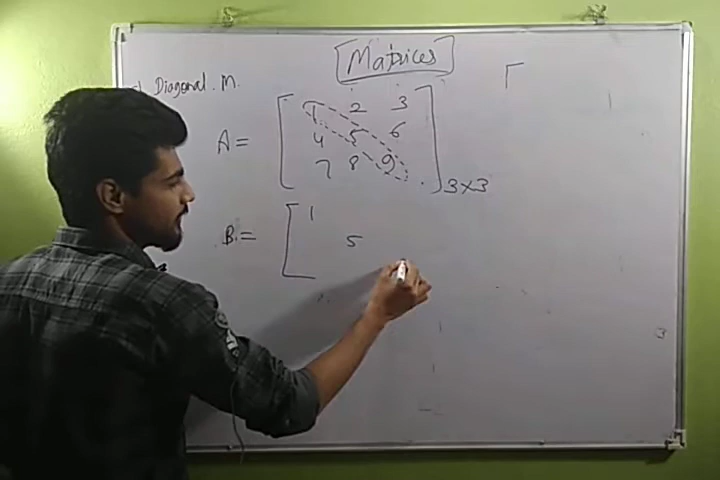 Matrices
Diagonal. M.
A = [ 1 2 3
4 5 6
7 8 9 ] 3×3
B = [ 1
5